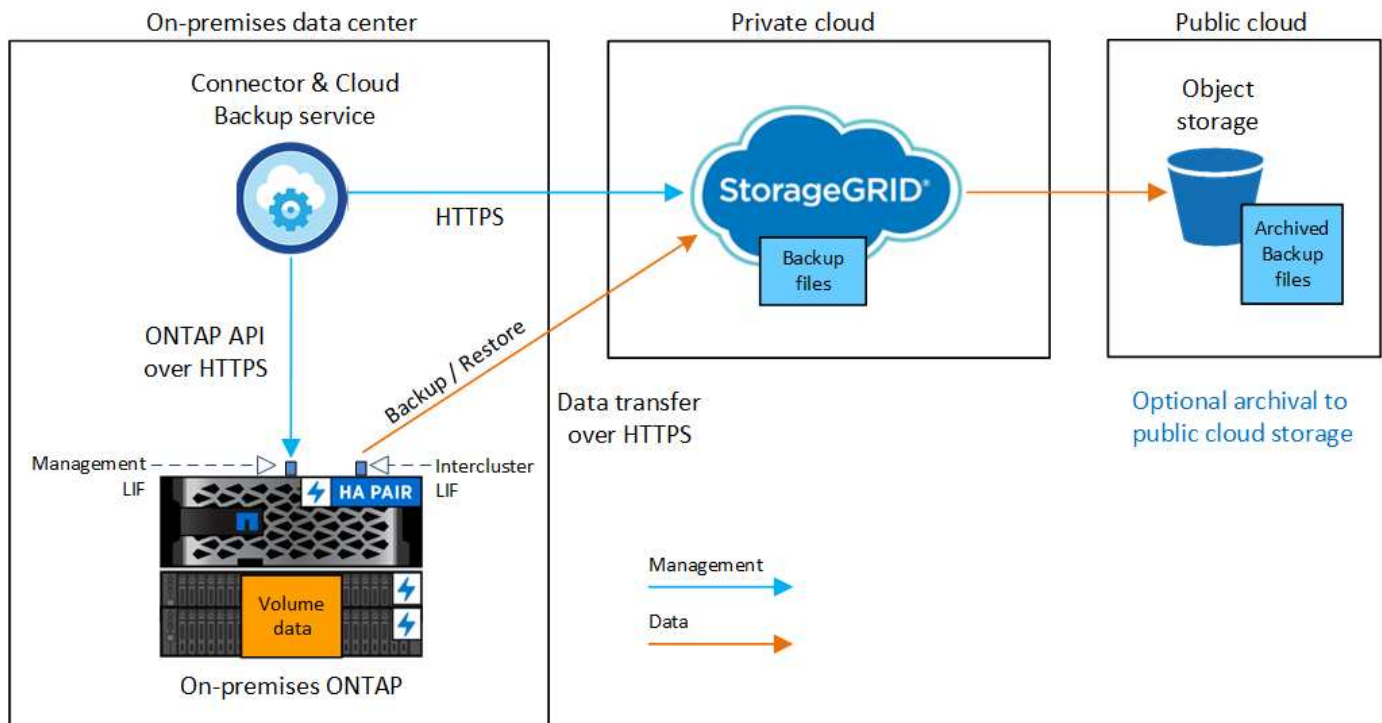 On-premises data center
Private cloud
Public cloud
Connector & Cloud
Backup service
Object
storage
StorageGRID®
HTTPS
Backup
files
Archived
Backup
files
ONTAP API
over HTTPS
Backup / Restore
Data transfer
over HTTPS
Optional archival to
public cloud storage
Management
LIF
Intercluster
LIF
HA PAIR
Volume
data
On-premises ONTAP
Management
Data